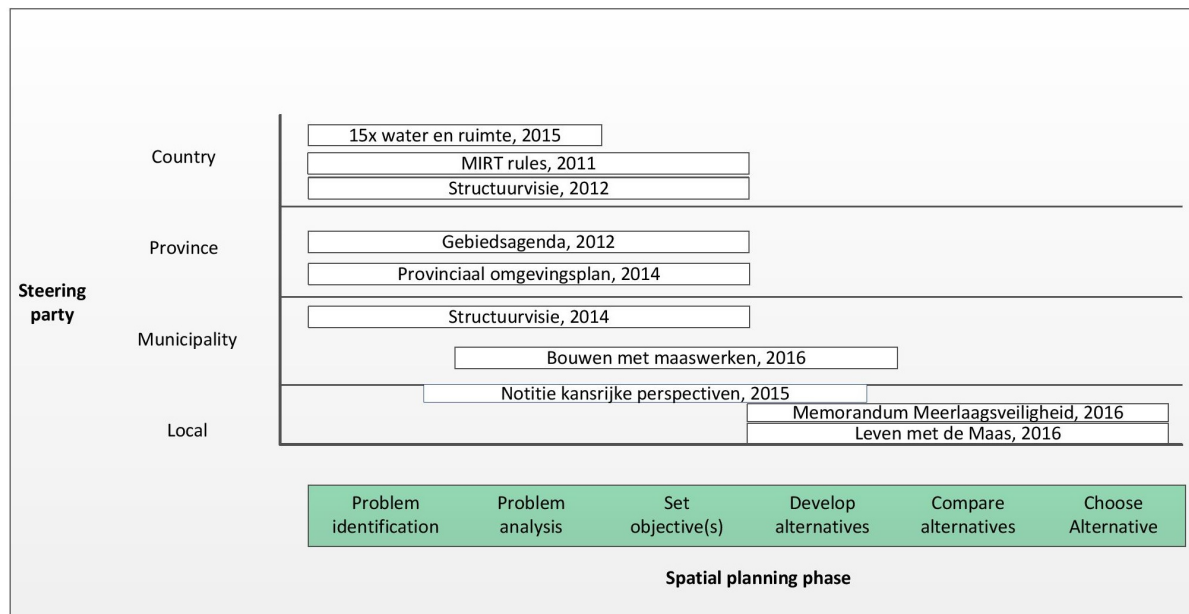 15x water en ruimte, 2015
Country
MIRT rules, 2011
Structuurvisie, 2012
Gebiedsagenda, 2012
Province
Provinciaal omgevingsplan, 2014
Steering
party
Structuurvisie, 2014
Municipality
Bouwen met maaswerken, 2016
Notitie kansrijke perspectiven, 2015
Memorandum Meerlaagsveiligheid, 2016
Local
Leven met de Maas, 2016
Problem
identification
Problem
analysis
Set
objective(s)
Develop
alternatives
Compare
alternatives
Choose
Alternative
Spatial planning phase